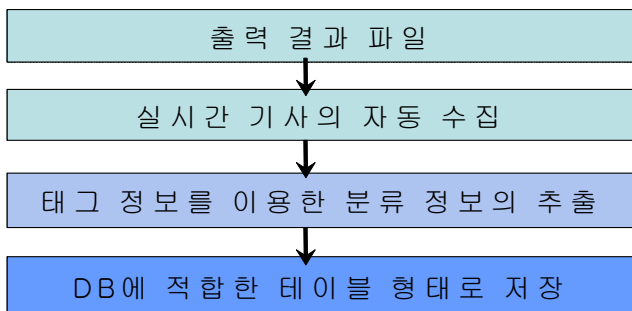 출력 결과 파일
실시간 기사의 자동 수집
태그 정보를 이용한 분류 정보의 추출
DB에 적합한 테이블 형태로 저장